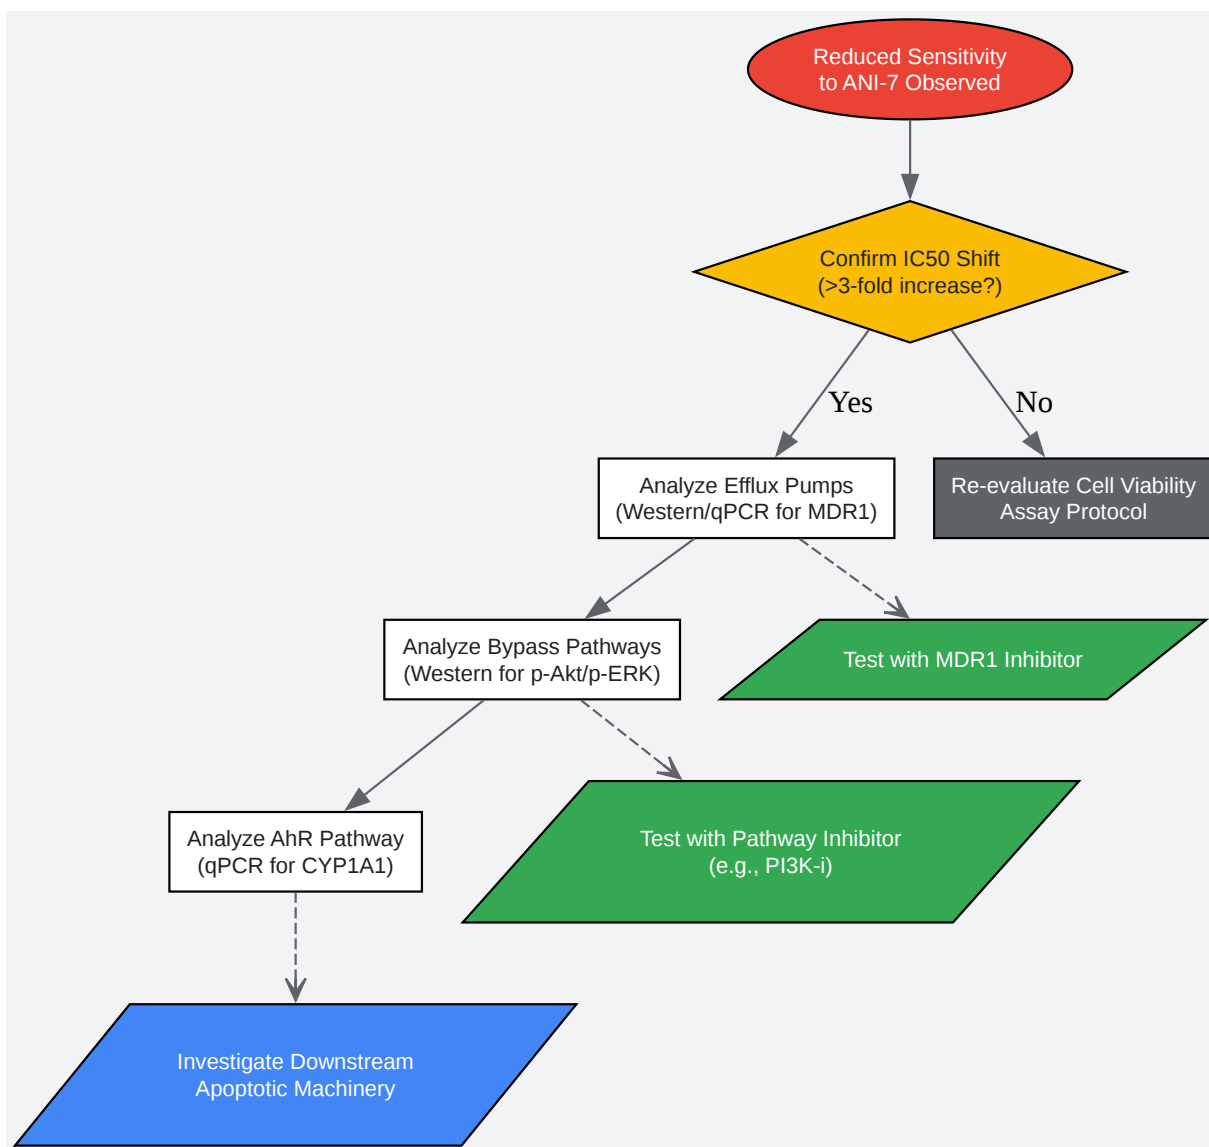 Reduced Sensitivity
to ANI-7 Observed
Confirm IC50 Shift
(>3-fold increase?)
Yes
No
Analyze Efflux Pumps
(Western/qPCR for MDR1)
Re-evaluate Cell Viability
Assay Protocol
Analyze Bypass Pathways
(Western for p-Akt/p-ERK)
Test with MDR1 Inhibitor
Analyze AhR Pathway
(qPCR for CYP1A1)
Test with Pathway Inhibitor
(e.g., PI3K-i)
Investigate Downstream
Apoptotic Machinery